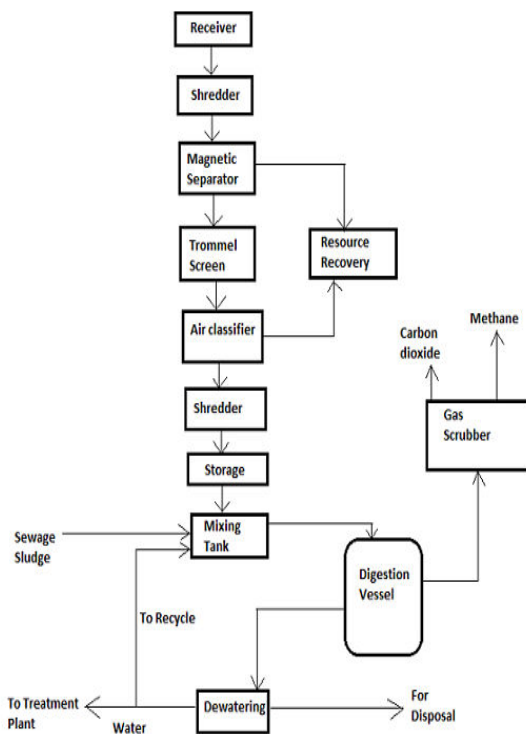 Receiver
Shredder
Magnetic
Separator
Trommel
Screen
Resource
Recovery
Air classifier
Methane
Carbon
dioxide
Shredder
Gas
Scrubber
Storage
Mixing
Tank
Sewage
Sludge
Digestion
Vessel
To Recycle
To Treatment
Plant
Water
Dewatering
For
Disposal